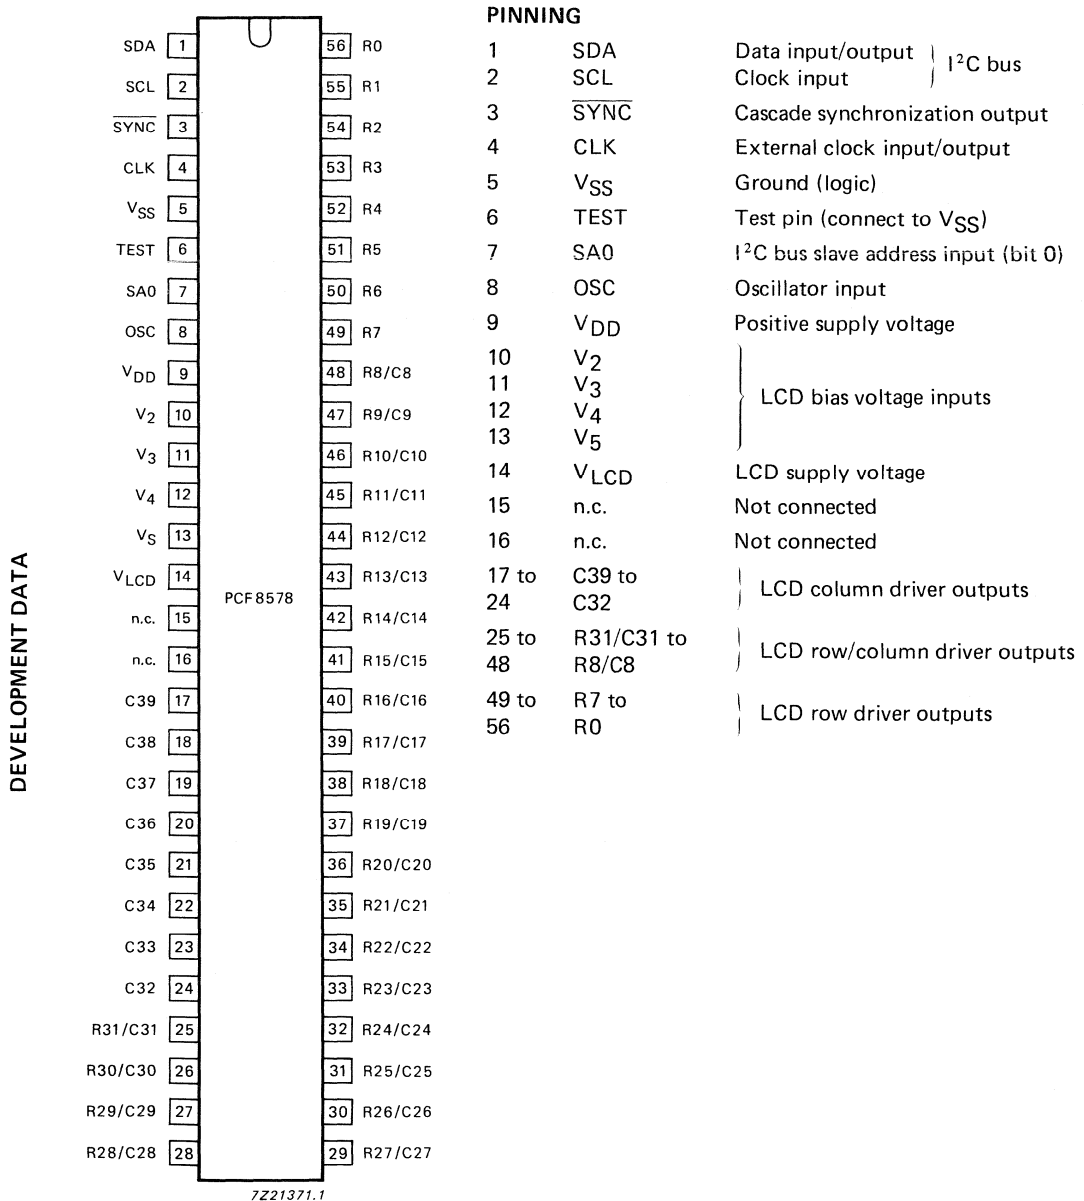 DEVELOPMENT DATA
SDA 1
SCL 2
SYNC 3
CLK 4
VSS 5
TEST 6
SA0 7
OSC 8
VDD 9
V2 10
V3 11
V4 12
VS 13
VLCD 14
n.c. 15
n.c. 16
C39 17
C38 18
C37 19
C36 20
C35 21
C34 22
C33 23
C32 24
R31/C31 25
R30/C30 26
R29/C29 27
R28/C28 28
PCF8578
56 R0
55 R1
54 R2
53 R3
52 R4
51 R5
50 R6
49 R7
48 R8/C8
47 R9/C9
46 R10/C10
45 R11/C11
44 R12/C12
43 R13/C13
42 R14/C14
41 R15/C15
40 R16/C16
39 R17/C17
38 R18/C18
37 R19/C19
36 R20/C20
35 R21/C21
34 R22/C22
33 R23/C23
32 R24/C24
31 R25/C25
30 R26/C26
29 R27/C27
7Z21371.1
PINNING
1 SDA Data input/output
2 SCL Clock input
I²C bus
3 SYNC Cascade synchronization output
4 CLK External clock input/output
5 VSS Ground (logic)
6 TEST Test pin (connect to VSS)
7 SA0 I²C bus slave address input (bit 0)
8 OSC Oscillator input
9 VDD Positive supply voltage
10 V2
11 V3
12 V4
13 V5
LCD bias voltage inputs
14 VLCD LCD supply voltage
15 n.c. Not connected
16 n.c. Not connected
17 to C39 to
24 C32
LCD column driver outputs
25 to R31/C31 to
48 R8/C8
LCD row/column driver outputs
49 to R7 to
56 R0
LCD row driver outputs